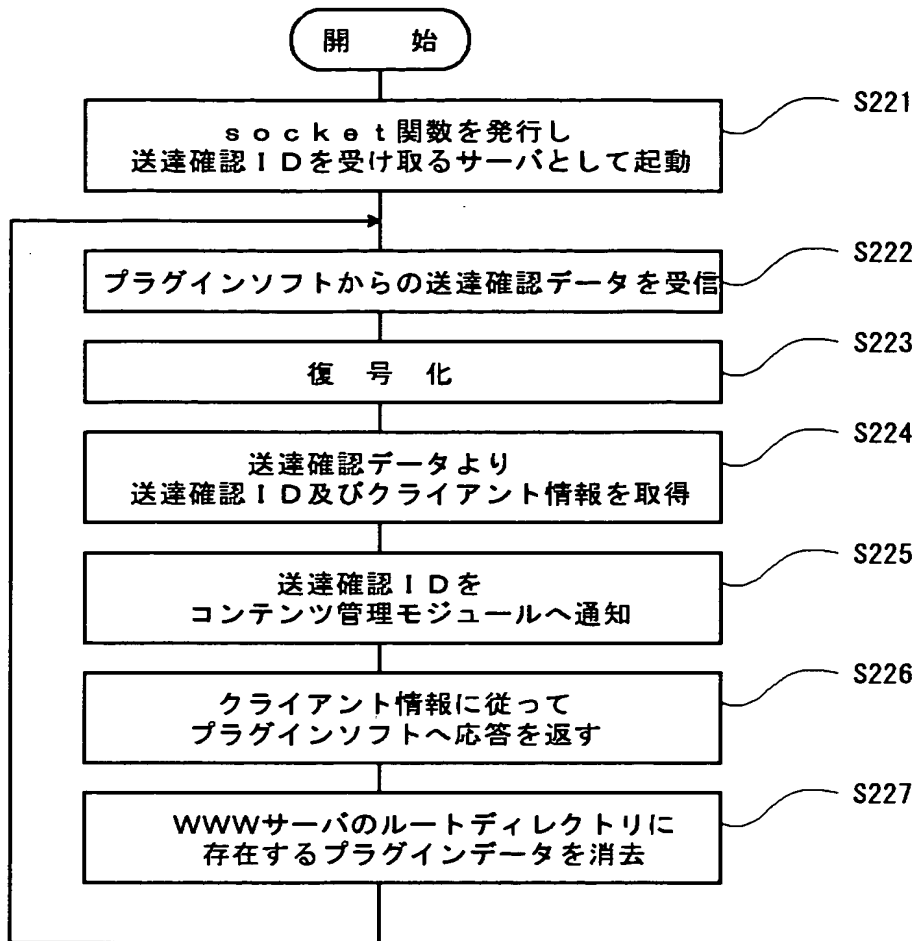 開 始
S221
ｓｏｃｋｅｔ関数を発行し
送達確認ＩＤを受け取るサーバとして起動
S222
プラグインソフトからの送達確認データを受信
S223
復 号 化
S224
送達確認データより
送達確認ＩＤ及びクライアント情報を取得
S225
送達確認ＩＤを
コンテンツ管理モジュールへ通知
S226
クライアント情報に従って
プラグインソフトへ応答を返す
S227
WWWサーバのルートディレクトリに
存在するプラグインデータを消去